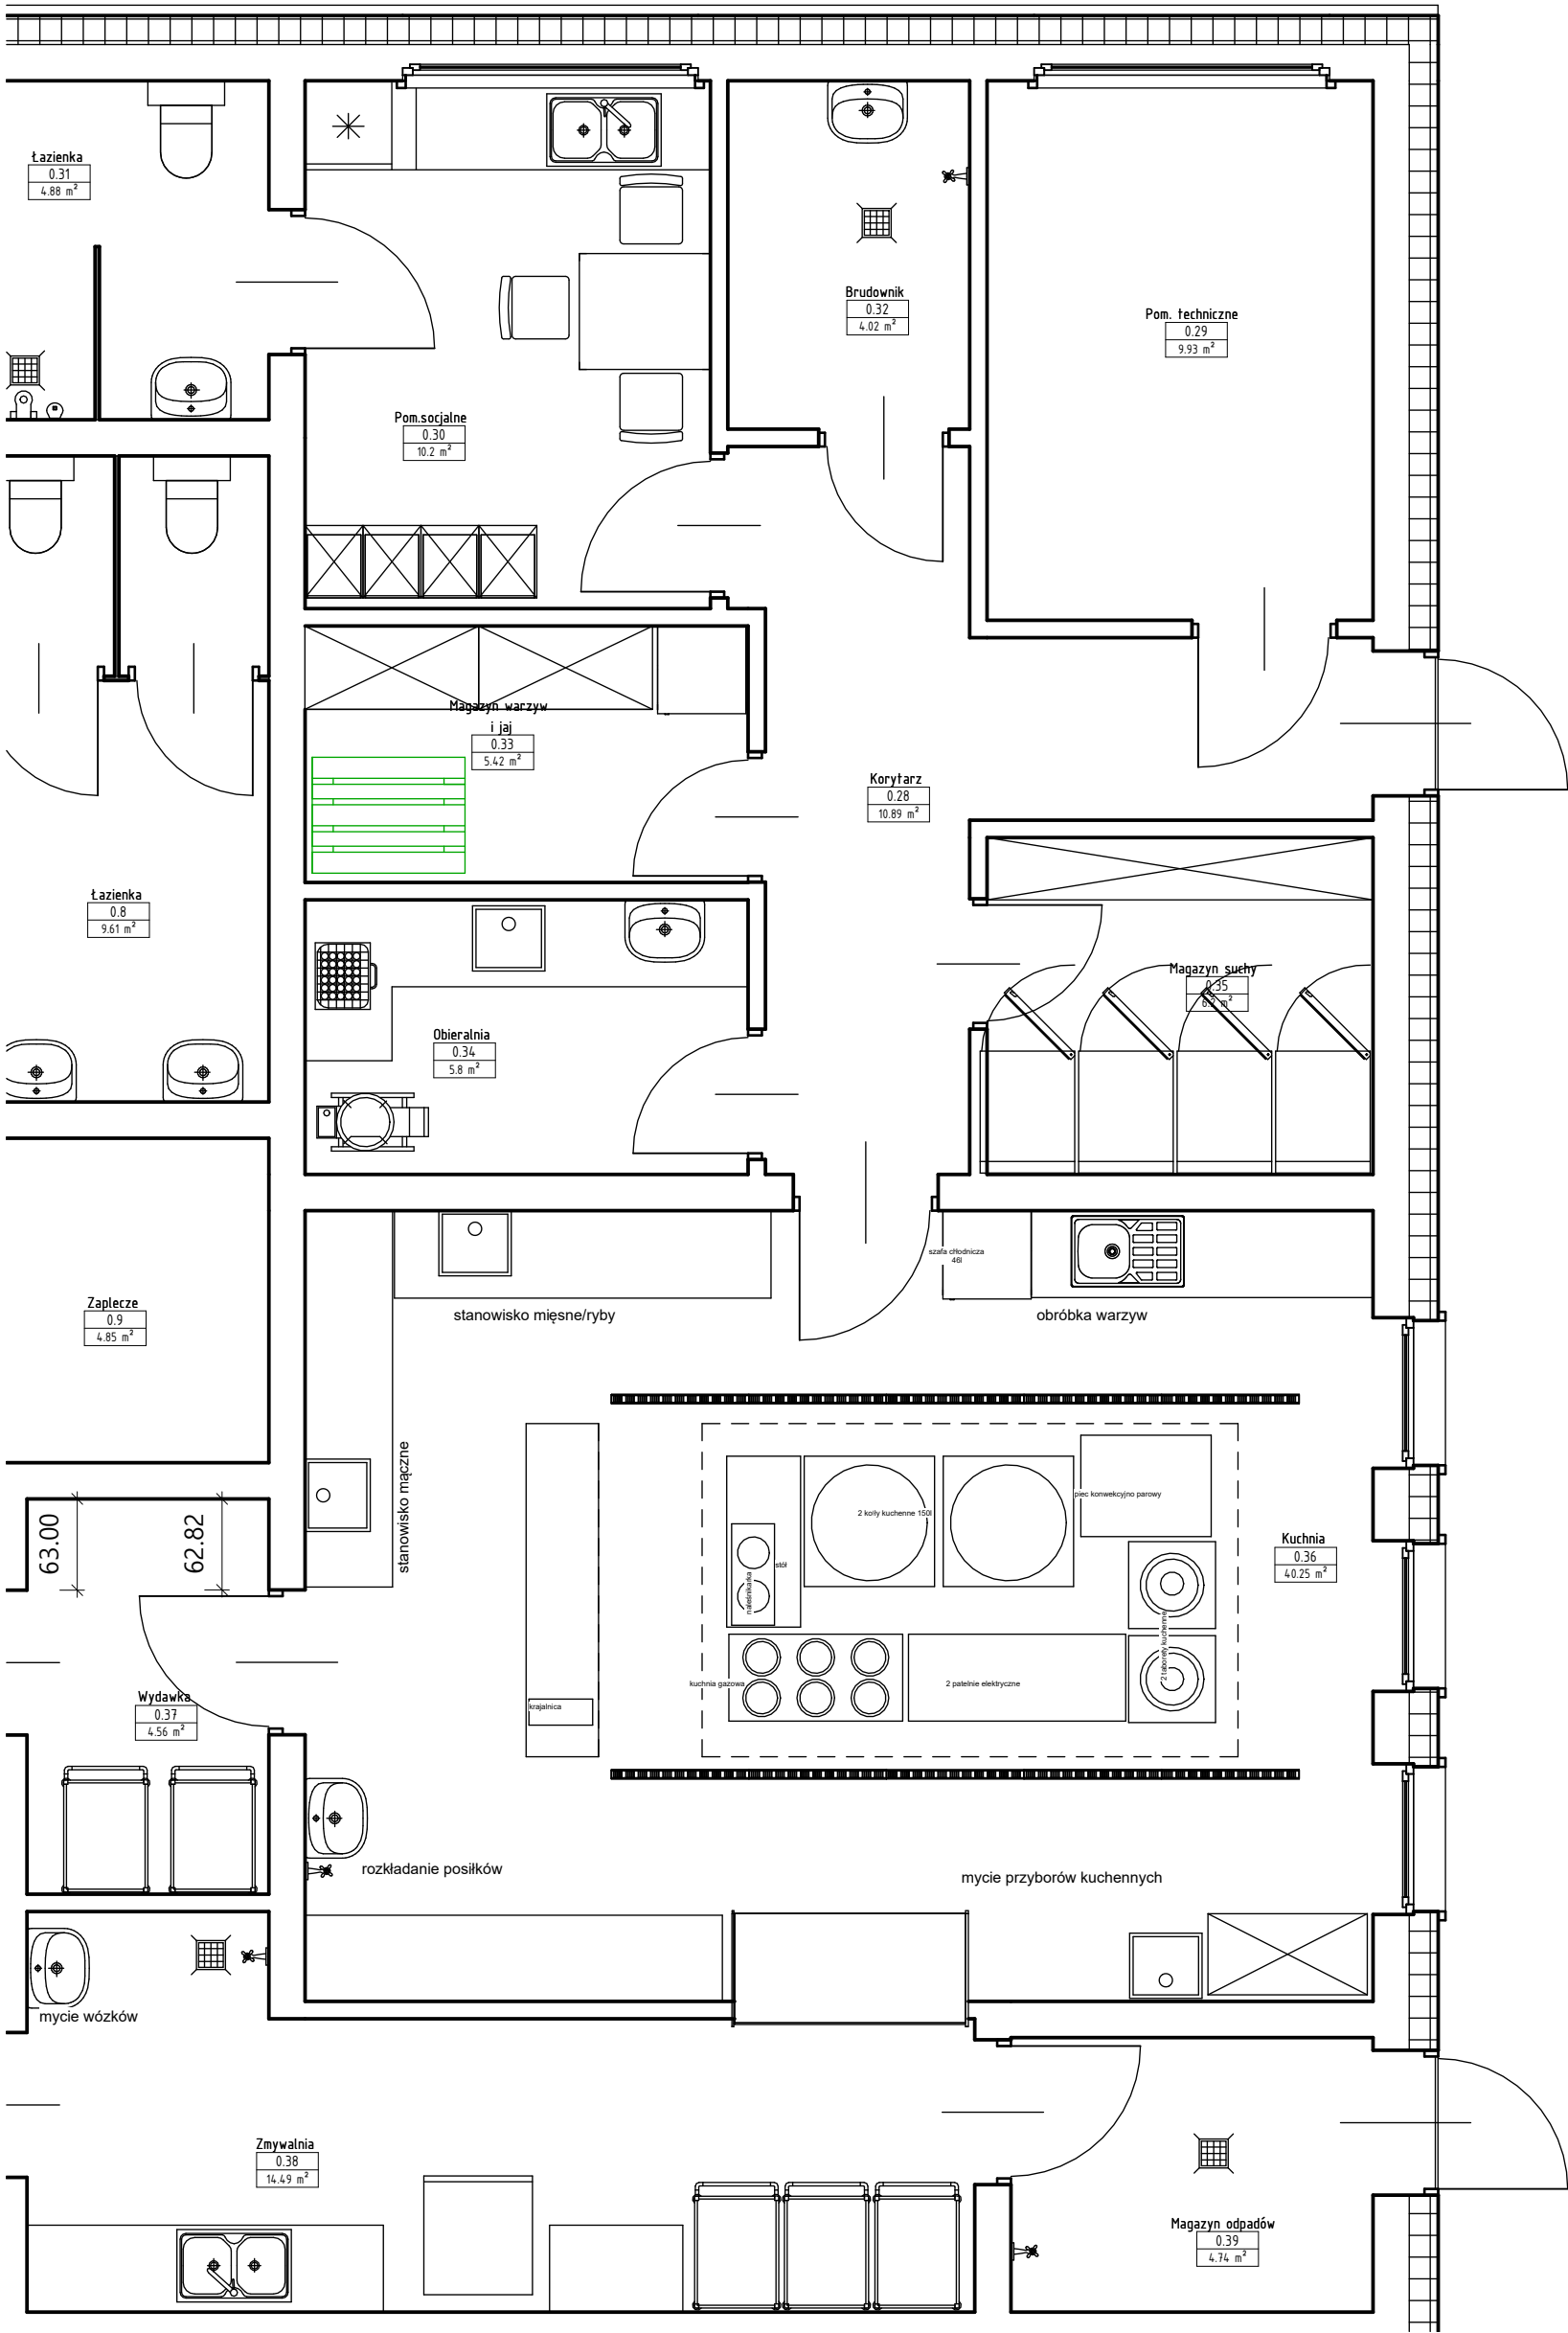 Łazienka
0.31
4.88 m²
Brudownik
0.32
4.02 m²
Pom. techniczne
0.29
9.93 m²
Pom.socjalne
0.30
10.2 m²
Magazyn warzyw
i jaj
0.33
5.42 m²
Korytarz
0.28
10.89 m²
Łazienka
0.8
9.61 m²
Magazyn suchy
0.35
6.2 m²
Obieralnia
0.34
5.8 m²
szafa chłodnicza
46l
Zaplecze
0.9
4.85 m²
stanowisko mięsne/ryby
obróbka warzyw
stanowisko mączne
63.00
62.82
2 kotły kuchenne 150l
piec konwekcyjno parowy
stół
naleśnikarka
Kuchnia
0.36
40.25 m²
2 taborety kuchenne
kuchnia gazowa
2 patelnie elektryczne
krajalnica
Wydawka
0.37
4.56 m²
rozkładanie posiłków
mycie przyborów kuchennych
mycie wózków
Zmywalnia
0.38
14.49 m²
Magazyn odpadów
0.39
4.74 m²